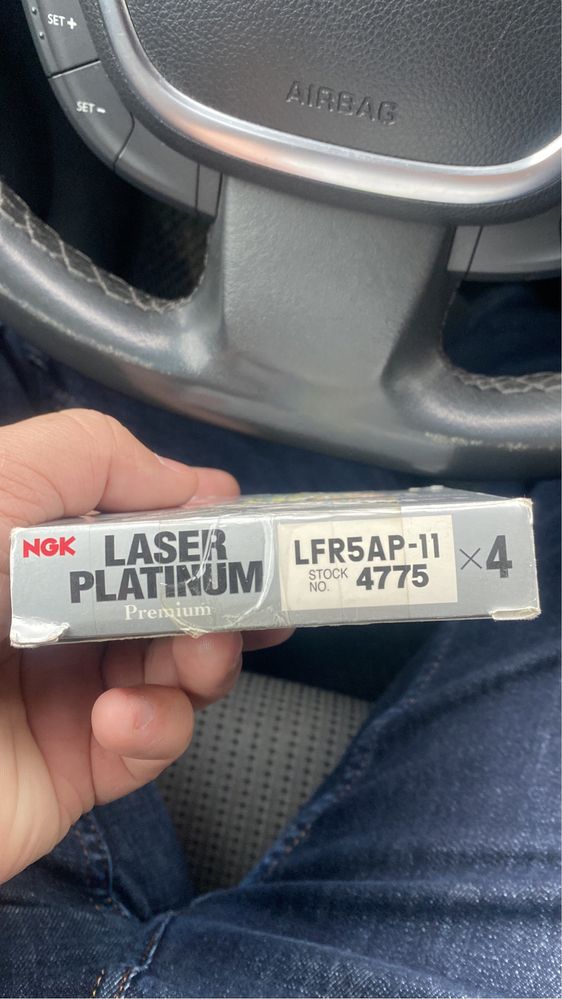 SET +
SET -
AIRBAG
NGK LASER PLATINUM
Premium
LFR5AP-11
STOCK NO. 4775
×4